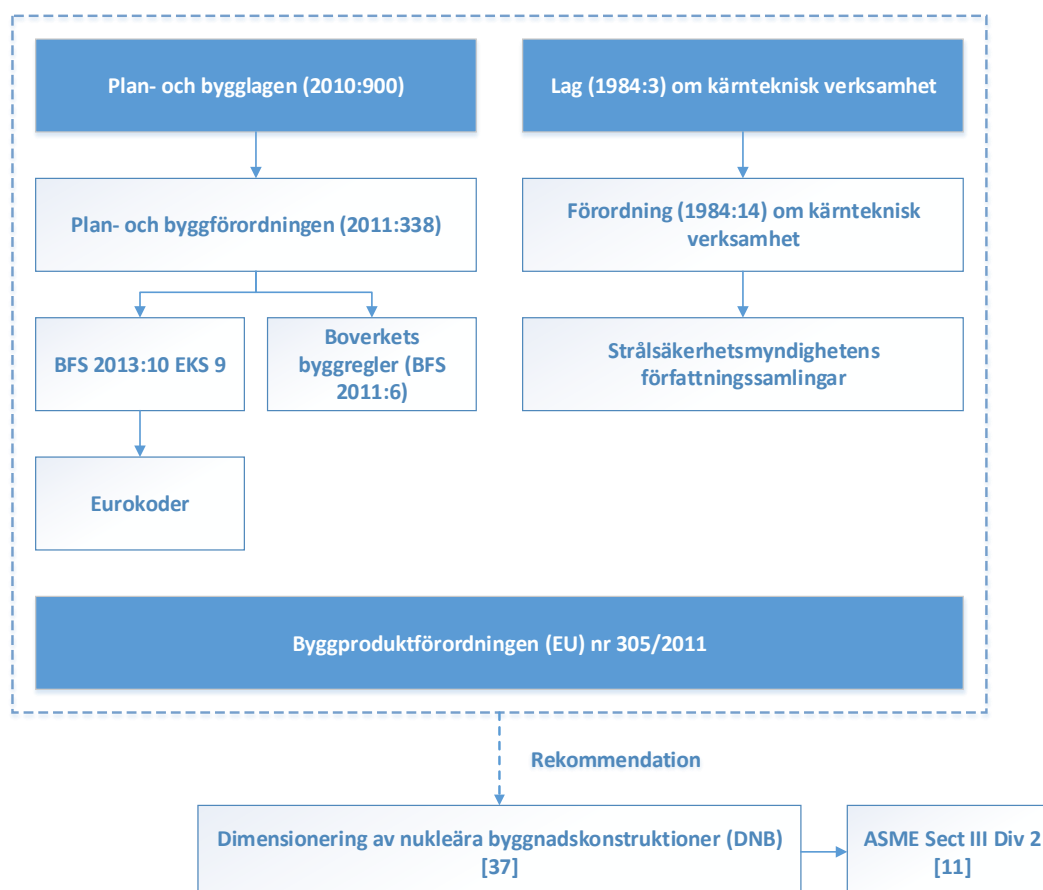 Plan- och bygglagen (2010:900)
Plan- och byggförordningen (2011:338)
BFS 2013:10 EKS 9
Boverkets
byggregler (BFS
2011:6)
Eurokoder
Lag (1984:3) om kärnteknisk verksamhet
Förordning (1984:14) om kärnteknisk
verksamhet
Strålsäkerhetsmyndighetens
författningssamlingar
Byggproduktförordningen (EU) nr 305/2011
Rekommendation
Dimensionering av nukleära byggnadskonstruktioner (DNB)
[37]
ASME Sect III Div 2
[11]